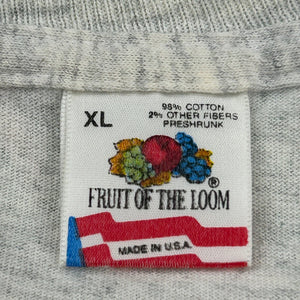 XL
98% COTTON
2% OTHER FIBERS
PRESHRUNK
FRUIT OF THE LOOM
®
MADE IN U.S.A.